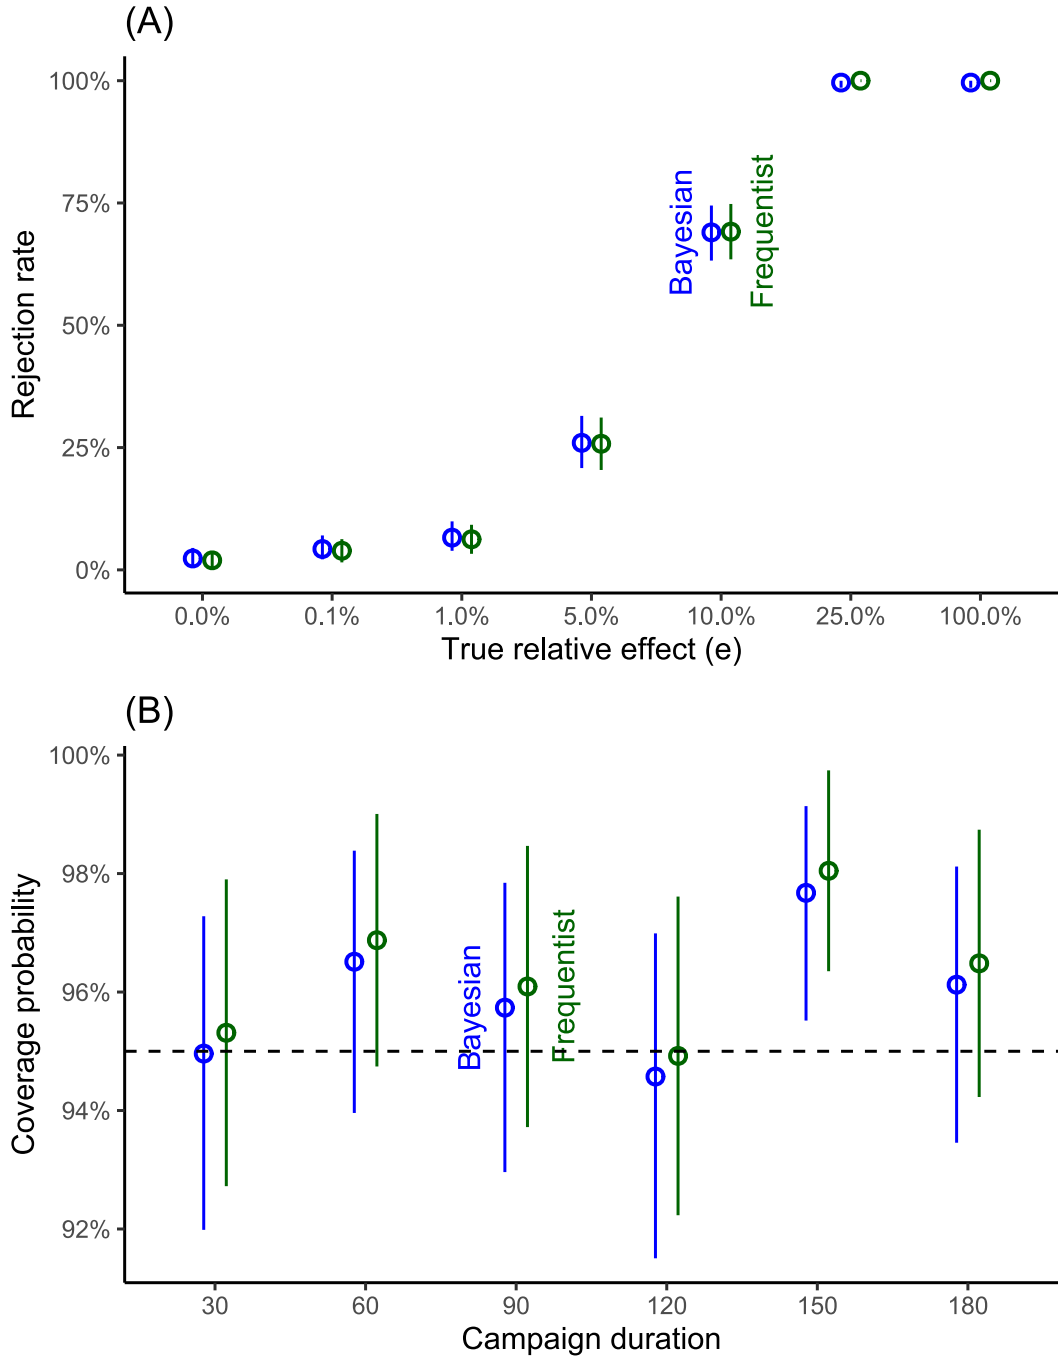 (A)
Rejection rate
100%
75%
50%
25%
0%
Bayesian
Frequentist
0.0%
0.1%
1.0%
5.0%
10.0%
25.0%
100.0%
True relative effect (e)
(B)
Coverage probability
100%
98%
96%
94%
92%
Bayesian
Frequentist
30
60
90
120
150
180
Campaign duration